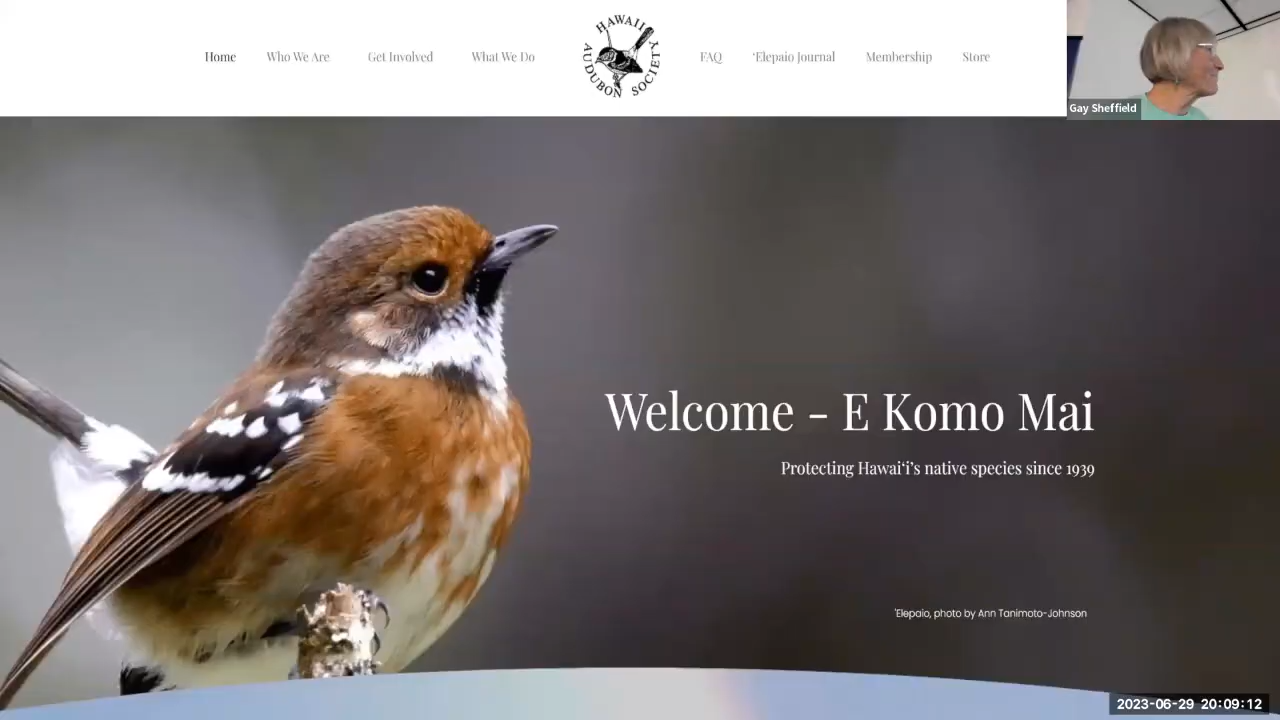 Home
Who We Are
Get Involved
What We Do
HAWAII AUDUBON SOCIETY
FAQ
ʻElepaio Journal
Membership
Store
Gay Sheffield
Welcome – E Komo Mai
Protecting Hawaiʻi’s native species since 1939
'Elepaio, photo by Ann Tanimoto-Johnson
2023-06-29 20:09:12